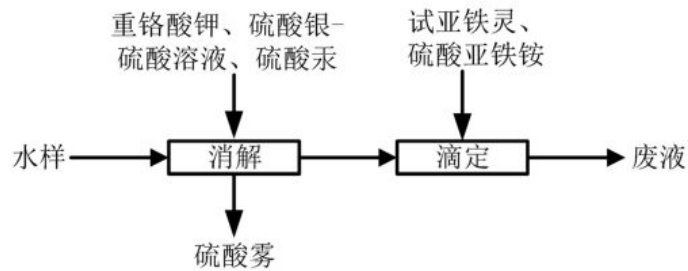 重铬酸钾、硫酸银-
硫酸溶液、硫酸汞
试亚铁灵、
硫酸亚铁铵
水样
消解
滴定
废液
硫酸雾